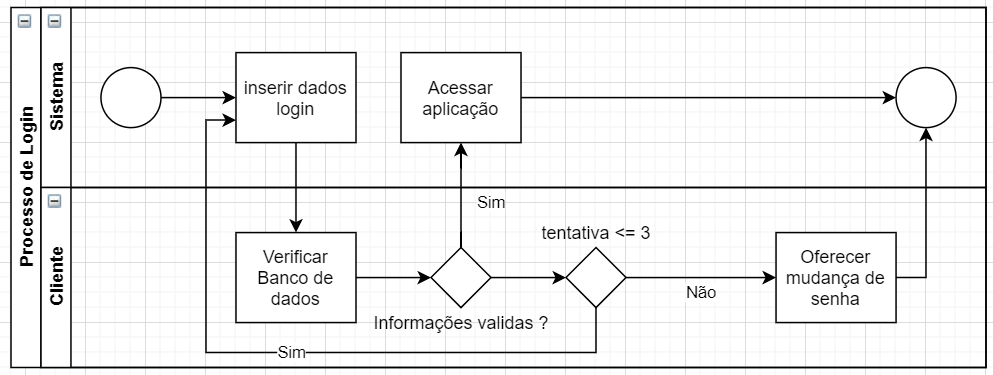 Processo de Login
Sistema
inserir dados
login
Acessar
aplicação
Cliente
Verificar
Banco de
dados
Sim
Informações validas ?
tentativa <= 3
Não
Oferecer
mudança de
senha
Sim